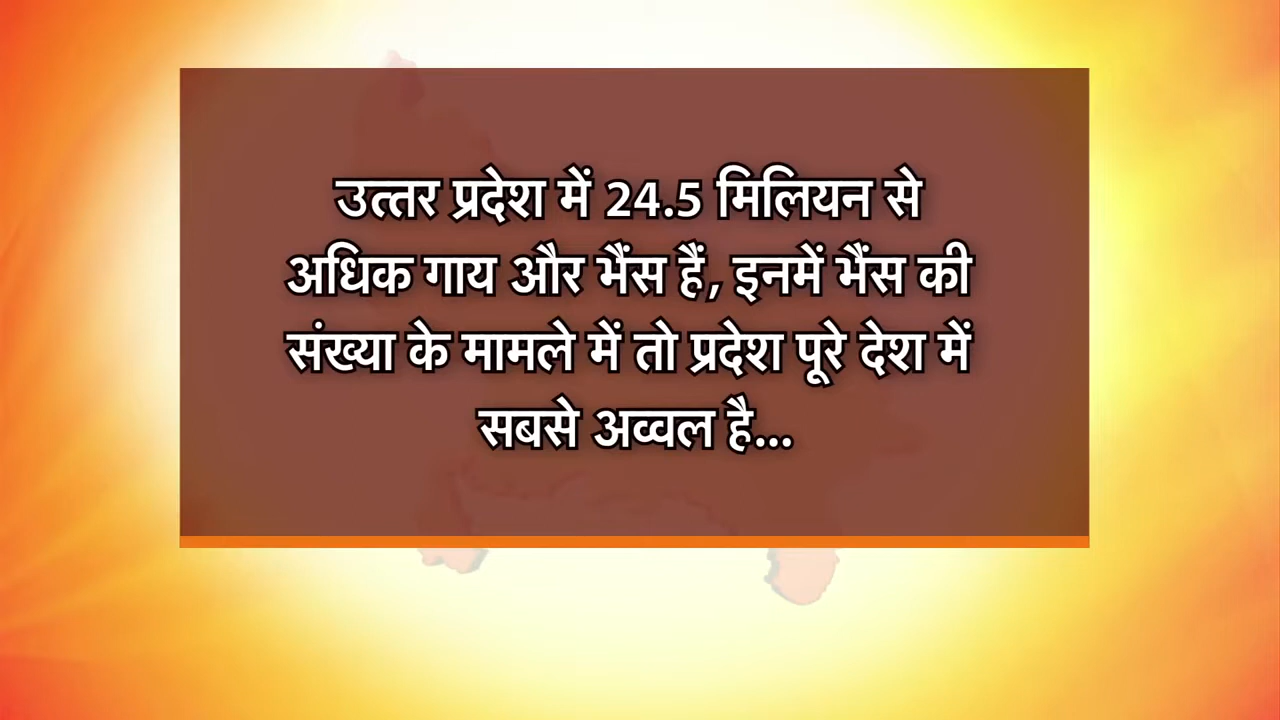 उत्तर प्रदेश में 24.5 मिलियन से
अधिक गाय और भैंस हैं, इनमें भैंस की
संख्या के मामले में तो प्रदेश पूरे देश में
सबसे अव्वल है...